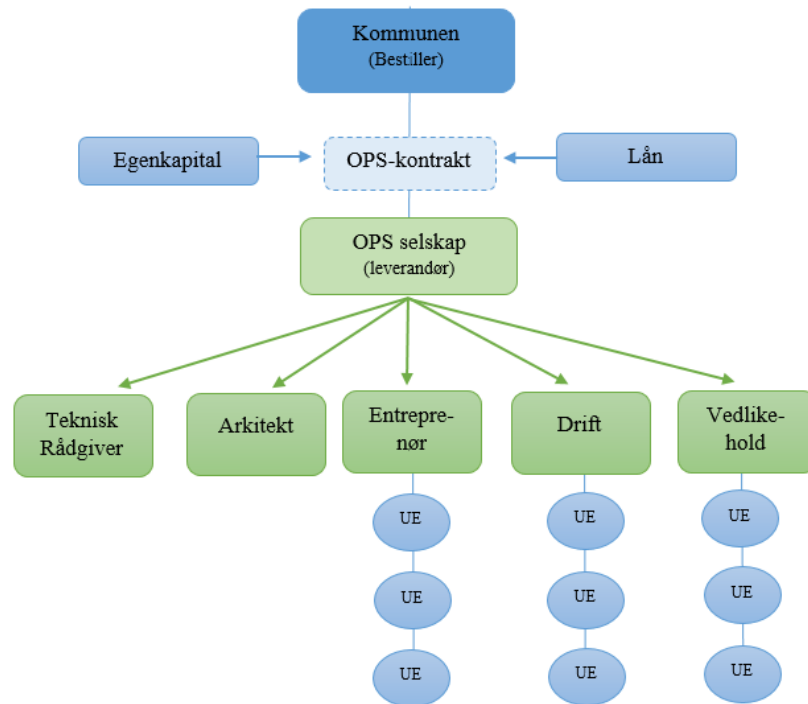 Kommunen
(Bestiller)
Egenkapital
OPS-kontrakt
Lån
OPS selskap
(leverandør)
Teknisk
Rådgiver
Arkitekt
Entrepre-
nør
Drift
Vedlike-
hold
UE
UE
UE
UE
UE
UE
UE
UE
UE